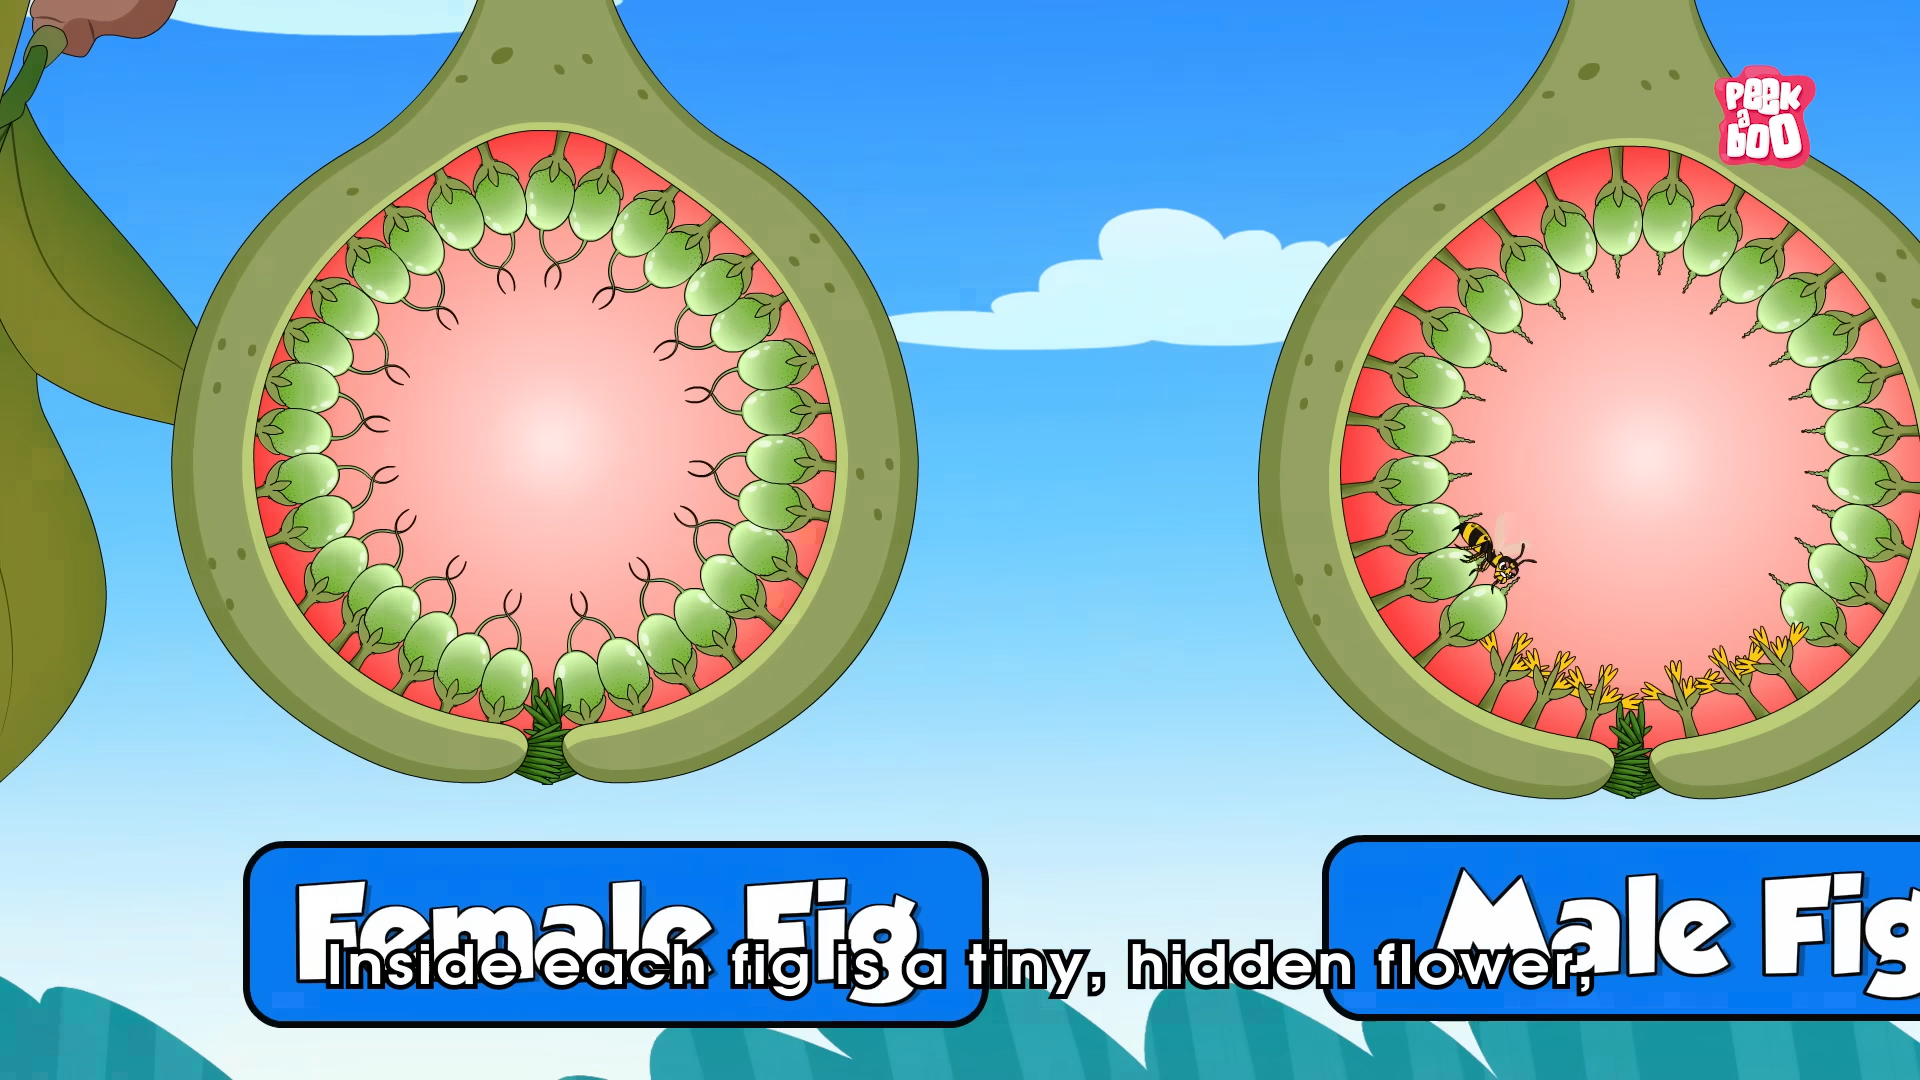 Peek
a
boo
Female Fig
Male Fig
Inside each fig is a tiny, hidden flower,